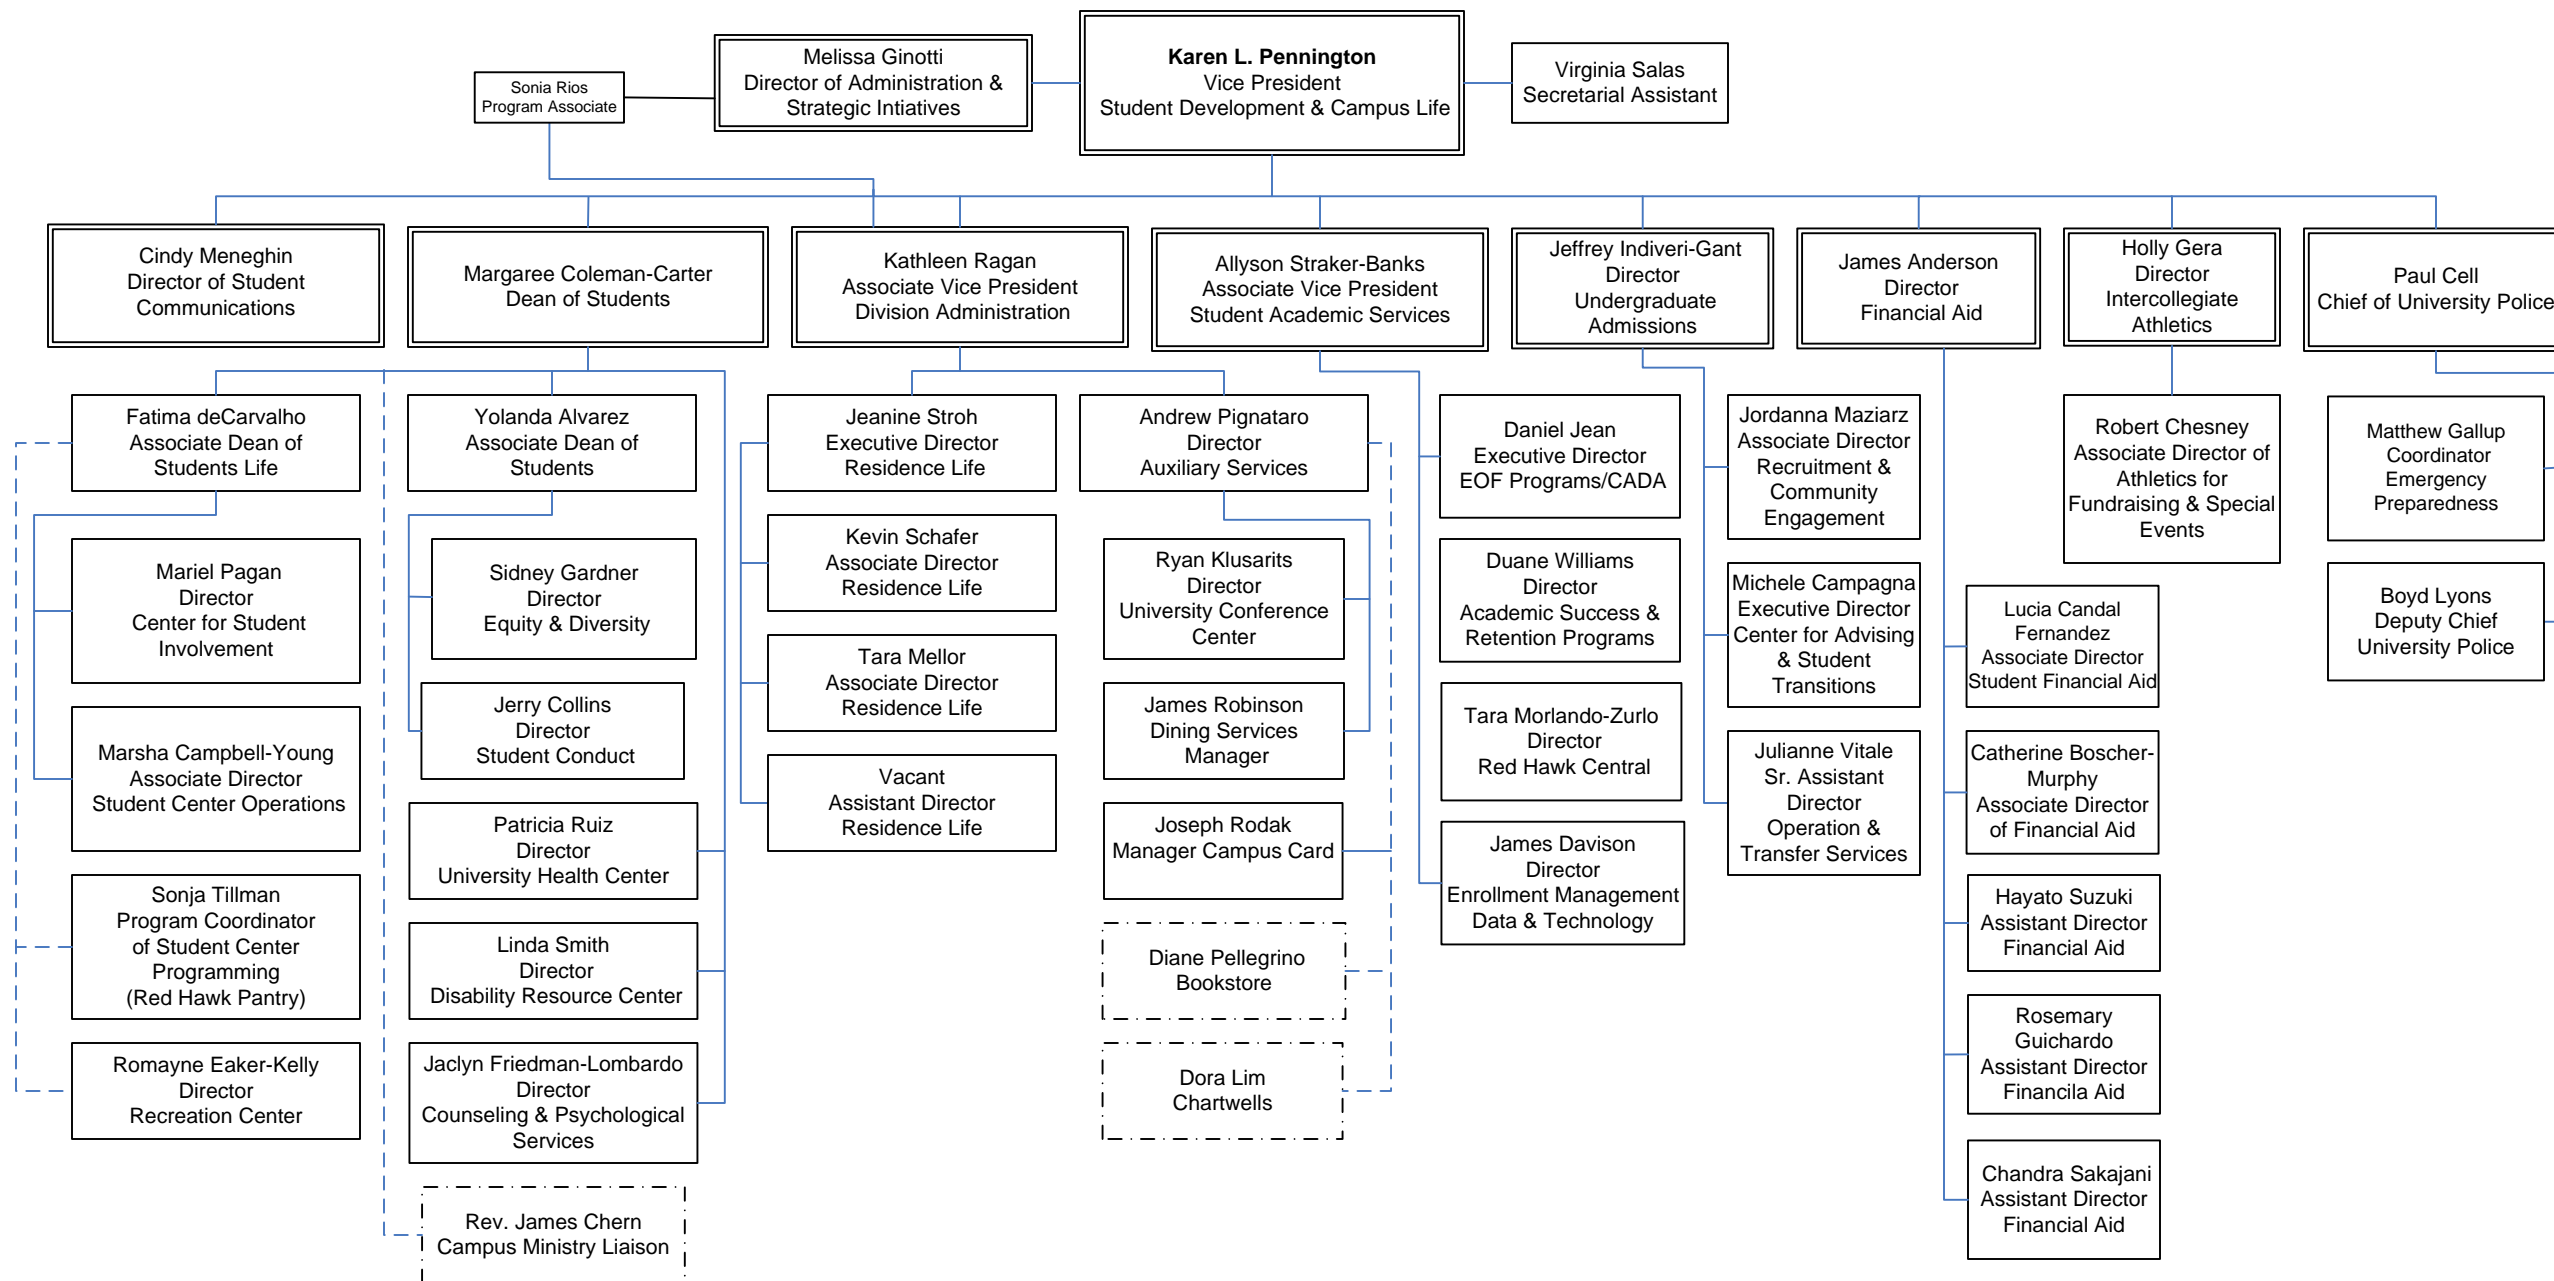 Karen L. Pennington
Vice President
Student Development & Campus Life
Melissa Ginotti
Director of Administration &
Strategic Intiatives
Sonia Rios
Program Associate
Virginia Salas
Secretarial Assistant
Cindy Meneghin
Director of Student
Communications
Margaree Coleman-Carter
Dean of Students
Kathleen Ragan
Associate Vice President
Division Administration
Allyson Straker-Banks
Associate Vice President
Student Academic Services
Jeffrey Indiveri-Gant
Director
Undergraduate
Admissions
James Anderson
Director
Financial Aid
Holly Gera
Director
Intercollegiate
Athletics
Paul Cell
Chief of University Police
Fatima deCarvalho
Associate Dean of
Students Life
Mariel Pagan
Director
Center for Student
Involvement
Marsha Campbell-Young
Associate Director
Student Center Operations
Sonja Tillman
Program Coordinator
of Student Center
Programming
(Red Hawk Pantry)
Romayne Eaker-Kelly
Director
Recreation Center
Yolanda Alvarez
Associate Dean of
Students
Sidney Gardner
Director
Equity & Diversity
Jerry Collins
Director
Student Conduct
Patricia Ruiz
Director
University Health Center
Linda Smith
Director
Disability Resource Center
Jaclyn Friedman-Lombardo
Director
Counseling & Psychological
Services
Rev. James Chern
Campus Ministry Liaison
Jeanine Stroh
Executive Director
Residence Life
Kevin Schafer
Associate Director
Residence Life
Tara Mellor
Associate Director
Residence Life
Vacant
Assistant Director
Residence Life
Andrew Pignataro
Director
Auxiliary Services
Ryan Klusarits
Director
University Conference
Center
James Robinson
Dining Services
Manager
Joseph Rodak
Manager Campus Card
Diane Pellegrino
Bookstore
Dora Lim
Chartwells
Daniel Jean
Executive Director
EOF Programs/CADA
Duane Williams
Director
Academic Success &
Retention Programs
Tara Morlando-Zurlo
Director
Red Hawk Central
James Davison
Director
Enrollment Management
Data & Technology
Jordanna Maziarz
Associate Director
Recruitment &
Community
Engagement
Michele Campagna
Executive Director
Center for Advising
& Student
Transitions
Julianne Vitale
Sr. Assistant
Director
Operation &
Transfer Services
Lucia Candal
Fernandez
Associate Director
Student Financial Aid
Catherine Boscher-
Murphy
Associate Director
of Financial Aid
Hayato Suzuki
Assistant Director
Financial Aid
Rosemary
Guichardo
Assistant Director
Financila Aid
Chandra Sakajani
Assistant Director
Financial Aid
Robert Chesney
Associate Director of
Athletics for
Fundraising & Special
Events
Matthew Gallup
Coordinator
Emergency
Preparedness
Boyd Lyons
Deputy Chief
University Police